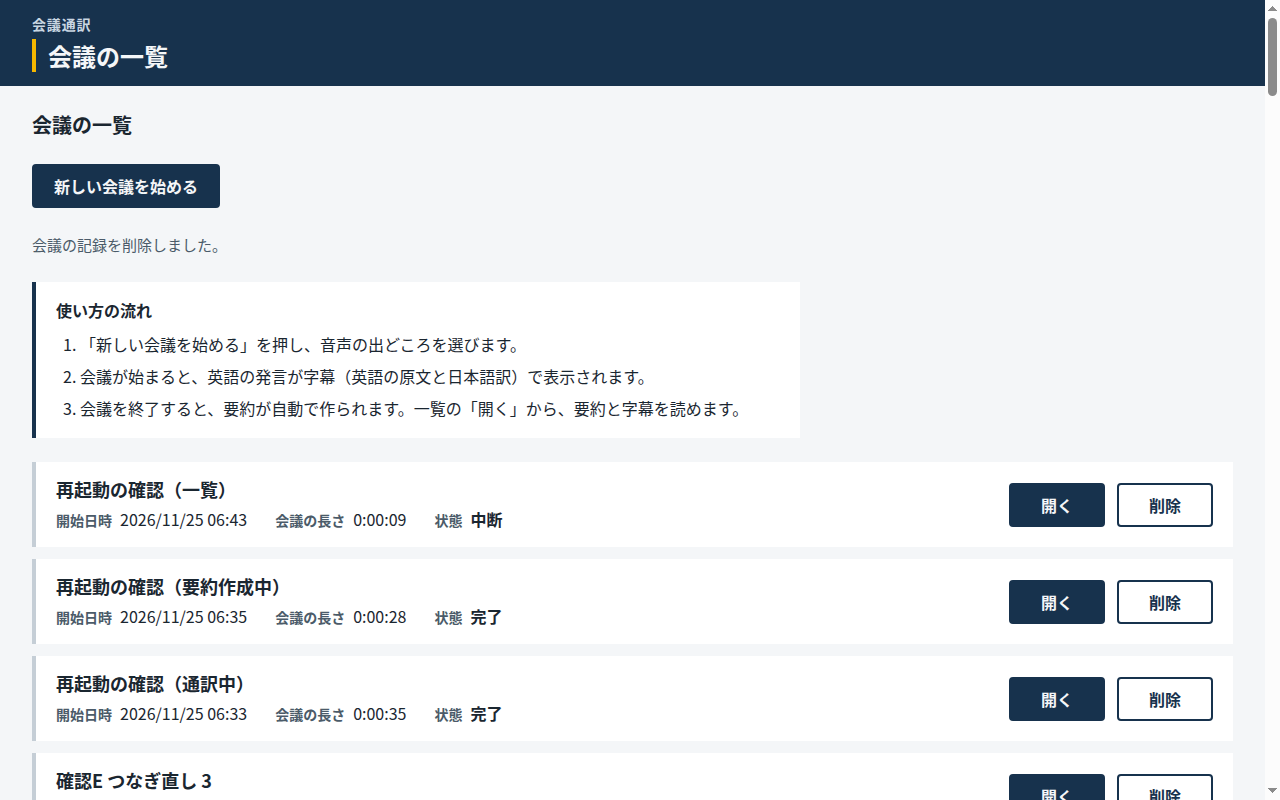 会議通訳
会議の一覧
会議の一覧
新しい会議を始める
会議の記録を削除しました。
使い方の流れ
1. 「新しい会議を始める」を押し、音声の出どころを選びます。
2. 会議が始まると、英語の発言が字幕（英語の原文と日本語訳）で表示されます。
3. 会議を終了すると、要約が自動で作られます。一覧の「開く」から、要約と字幕を読めます。
再起動の確認（一覧）
開始日時 2026/11/25 06:43 会議の長さ 0:00:09 状態 中断
開く 削除
再起動の確認（要約作成中）
開始日時 2026/11/25 06:35 会議の長さ 0:00:28 状態 完了
開く 削除
再起動の確認（通訳中）
開始日時 2026/11/25 06:33 会議の長さ 0:00:35 状態 完了
開く 削除
確認E つなぎ直し 3
開く 削除